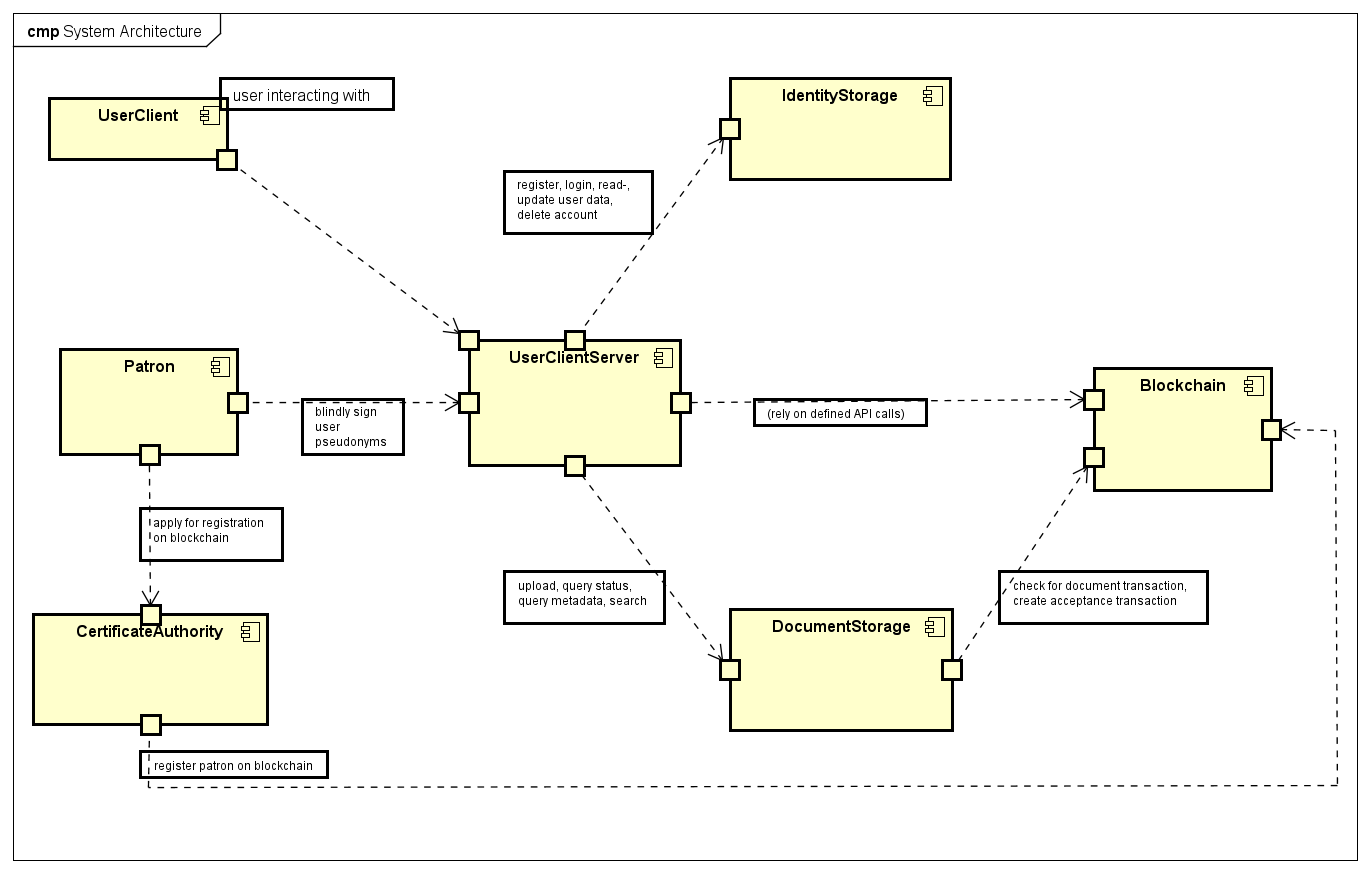 cmp System Architecture
user interacting with
UserClient
IdentityStorage
register, login, read-,
update user data,
delete account
Patron
UserClientServer
Blockchain
blindly sign
user
pseudonyms
(rely on defined API calls)
apply for registration
on blockchain
upload, query status,
query metadata, search
check for document transaction,
create acceptance transaction
CertificateAuthority
DocumentStorage
register patron on blockchain